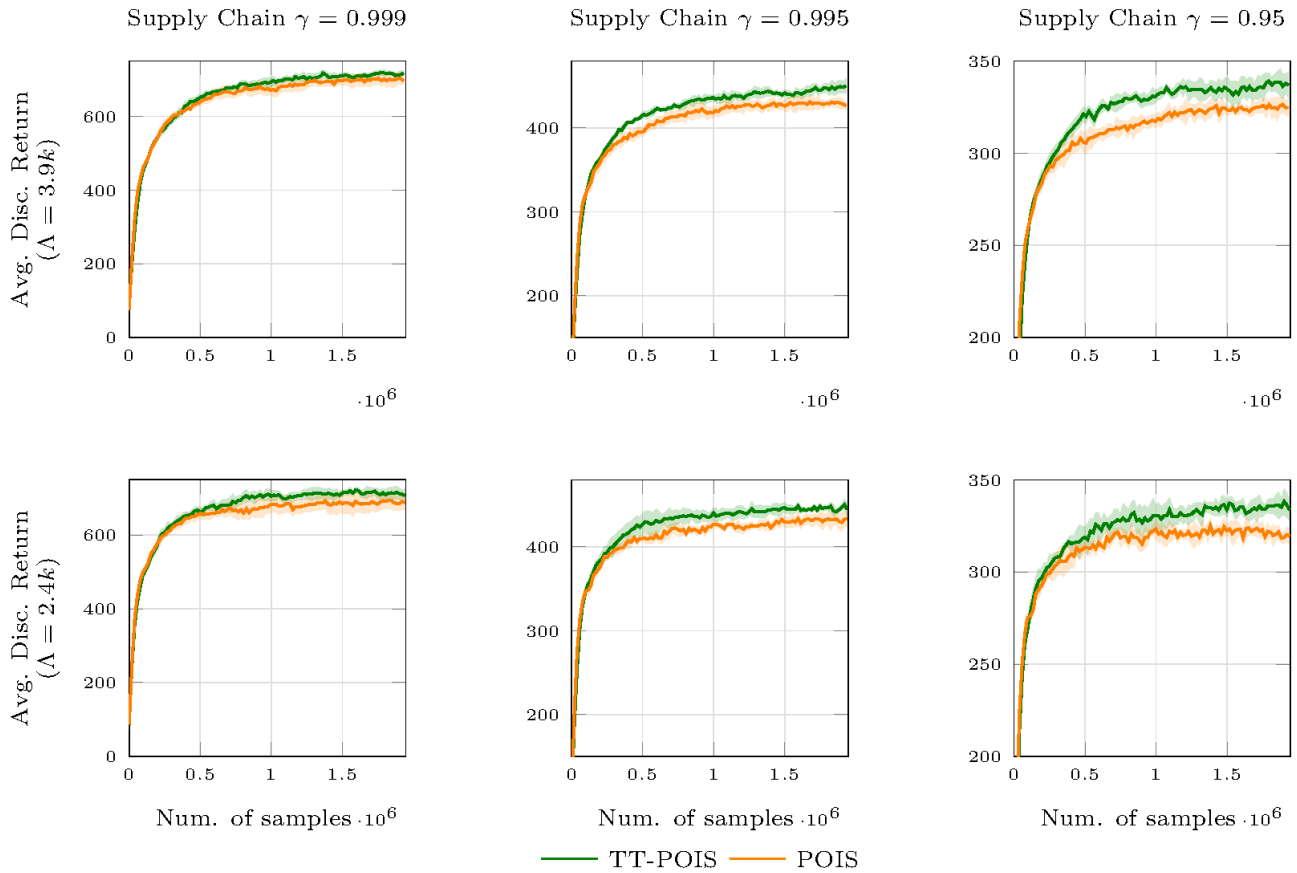 Supply Chain γ = 0.999
Supply Chain γ = 0.995
Supply Chain γ = 0.95
Avg. Disc. Return
(Λ = 3.9k)
600
400
200
0
0 0.5 1 1.5
·10^6
400
300
200
0 0.5 1 1.5
·10^6
350
300
250
200
0 0.5 1 1.5
·10^6
Avg. Disc. Return
(Λ = 2.4k)
600
400
200
0
0 0.5 1 1.5
Num. of samples ·10^6
400
300
200
0 0.5 1 1.5
Num. of samples ·10^6
350
300
250
200
0 0.5 1 1.5
Num. of samples ·10^6
TT-POIS POIS